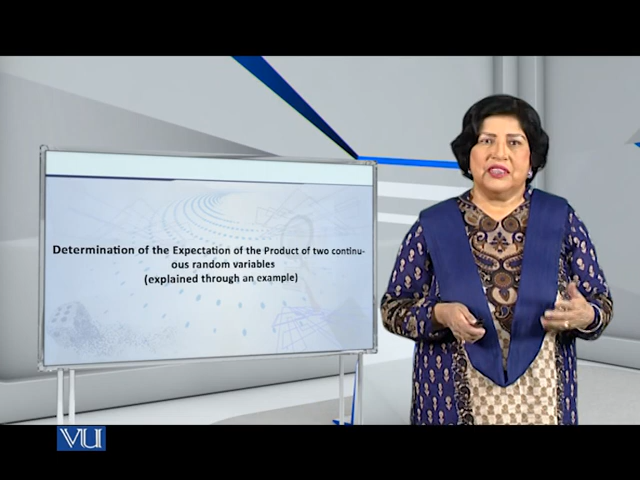 Determination of the Expectation of the Product of two continu-
ous random variables
(explained through an example)
VU